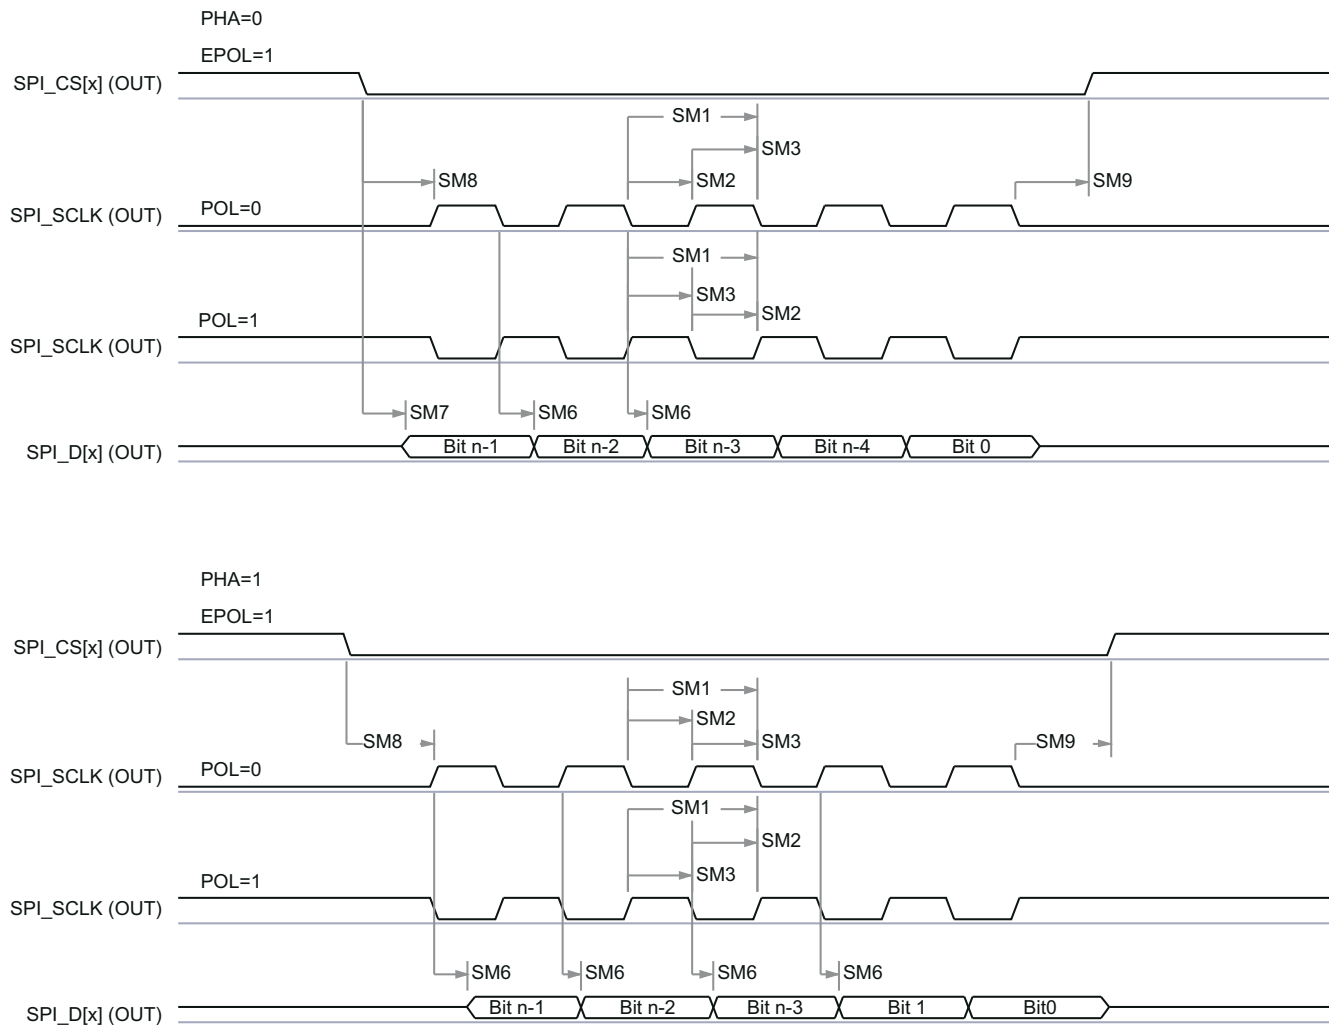 PHA=0
EPOL=1
SPI_CS[x] (OUT)
SM1
SM3
SM8
SM2
SM9
SPI_SCLK (OUT)
POL=0
SM1
SM3
SM2
POL=1
SPI_SCLK (OUT)
SM7
SM6
SM6
SPI_D[x] (OUT)
Bit n-1
Bit n-2
Bit n-3
Bit n-4
Bit 0
PHA=1
EPOL=1
SPI_CS[x] (OUT)
SM1
SM2
SM8
SM3
SM9
SPI_SCLK (OUT)
POL=0
SM1
SM2
SM3
POL=1
SPI_SCLK (OUT)
SM6
SM6
SM6
SM6
SPI_D[x] (OUT)
Bit n-1
Bit n-2
Bit n-3
Bit 1
Bit0